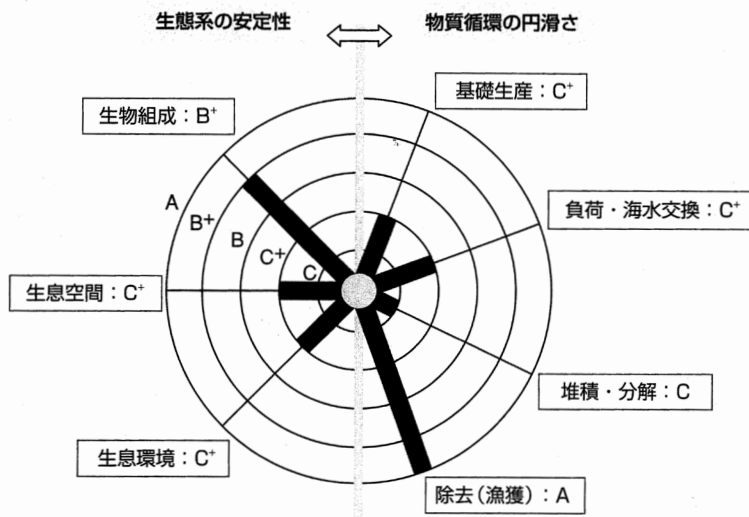 生態系の安定性
物質循環の円滑さ
基礎生産：C⁺
生物組成：B⁺
負荷・海水交換：C⁺
A
B+
B
C+
C
生息空間：C⁺
堆積・分解：C
生息環境：C⁺
除去（漁獲）：A